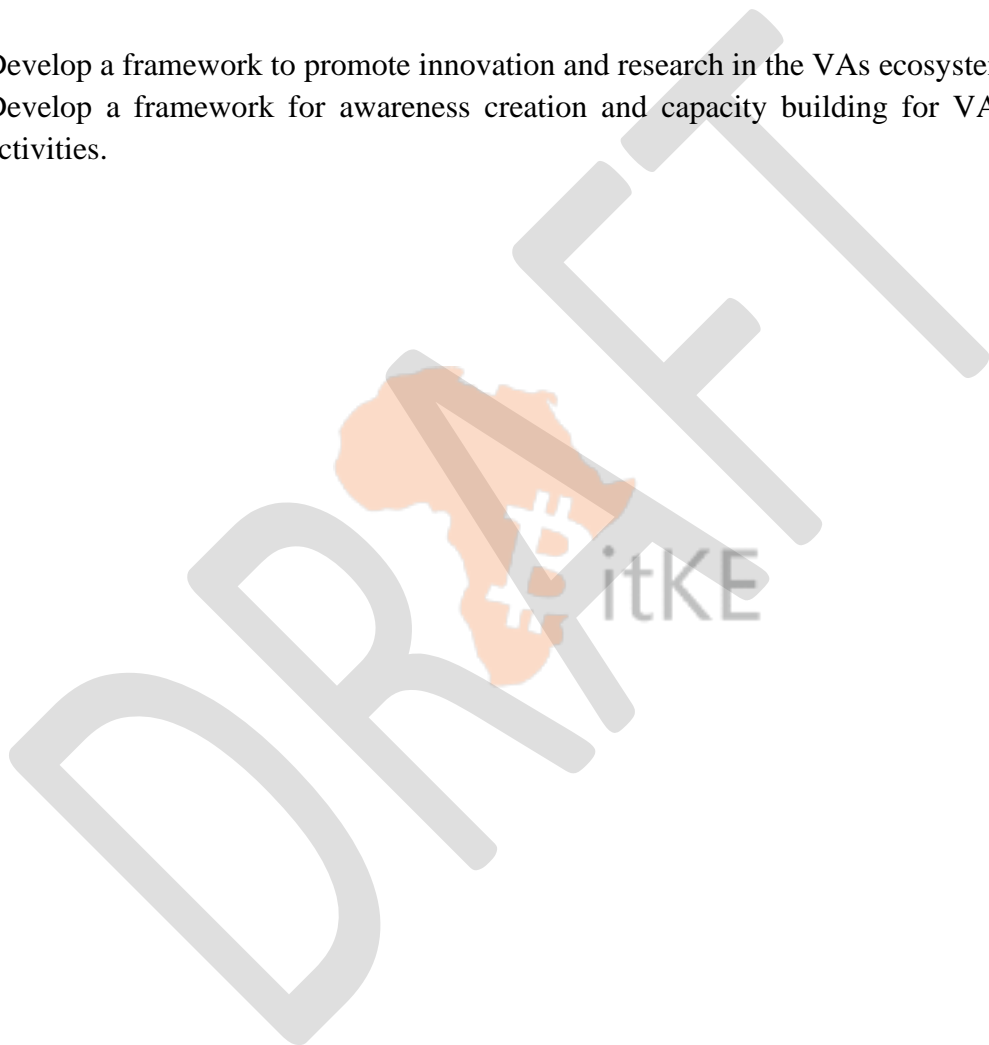 Develop a framework to promote innovation and research in the VAs ecosystem
Develop a framework for awareness creation and capacity building for VA
ctivities.
DRAFT
₿itKE